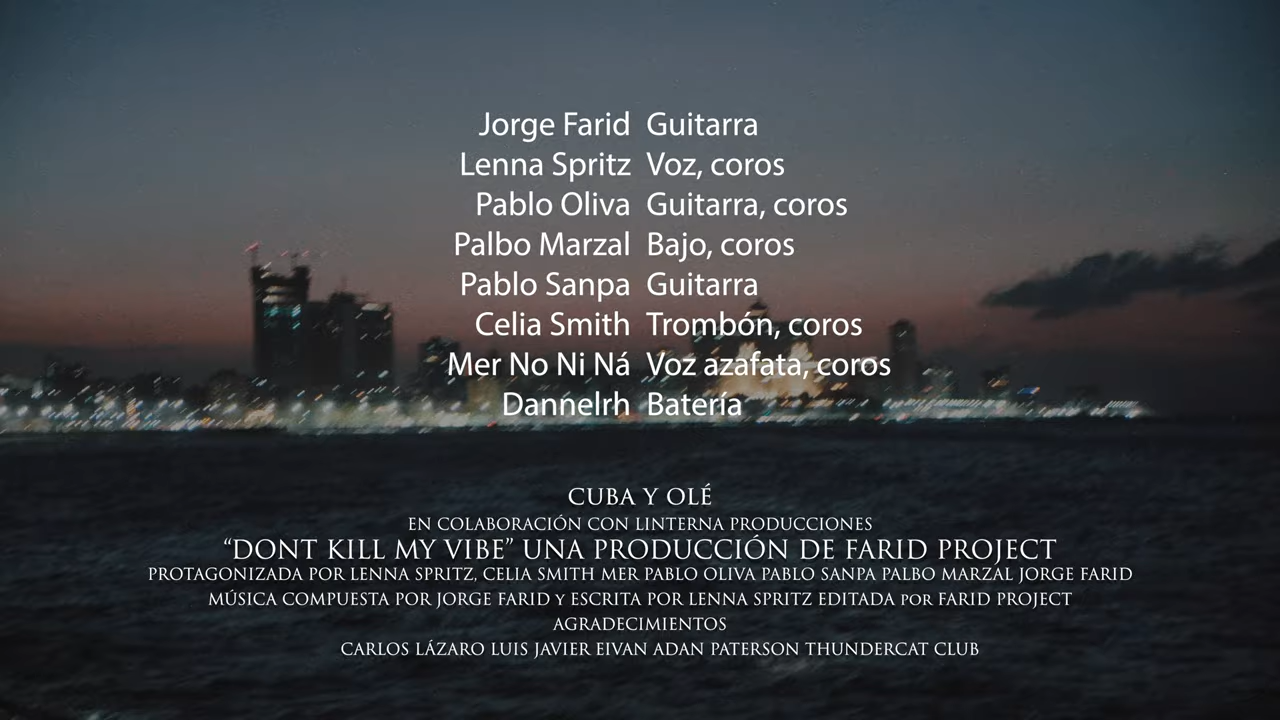 Jorge Farid Guitarra
Lenna Spritz Voz, coros
Pablo Oliva Guitarra, coros
Palbo Marzal Bajo, coros
Pablo Sanpa Guitarra
Celia Smith Trombón, coros
Mer No Ni Ná Voz azafata, coros
Dannelrh Batería
CUBA Y OLÉ
EN COLABORACIÓN CON LINTERNA PRODUCCIONES
“DONT KILL MY VIBE” UNA PRODUCCIÓN DE FARID PROJECT
PROTAGONIZADA POR LENNA SPRITZ, CELIA SMITH MER PABLO OLIVA PABLO SANPA PALBO MARZAL JORGE FARID
MÚSICA COMPUESTA POR JORGE FARID Y ESCRITA POR LENNA SPRITZ EDITADA POR FARID PROJECT
AGRADECIMIENTOS
CARLOS LÁZARO LUIS JAVIER EIVAN ADAN PATERSON THUNDERCAT CLUB